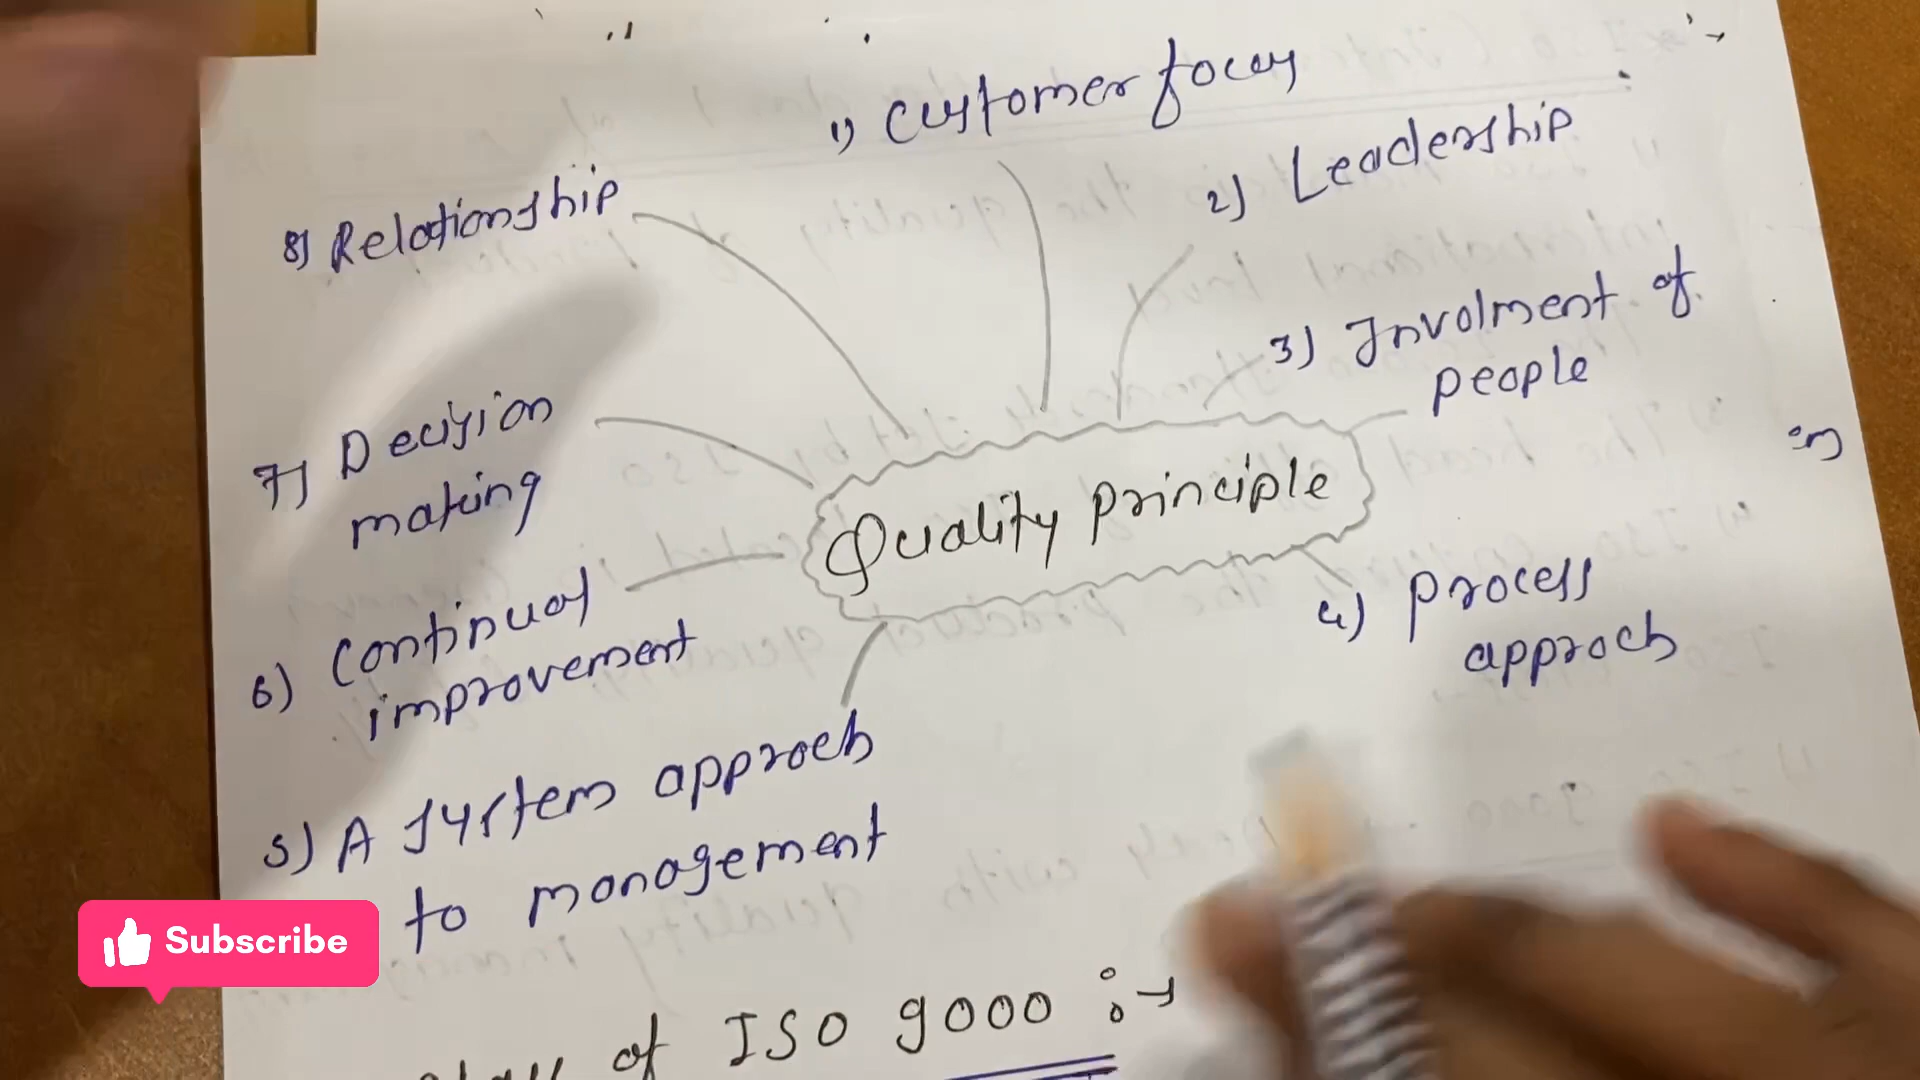 1) Customer focus
2) Leadership
3) Involment of
people
4) Process
approch
5) A System approch
to management
6) Continual
improvement
7) Decision
making
8) Relationship
Quality Principle
of ISO 9000 :-
Subscribe